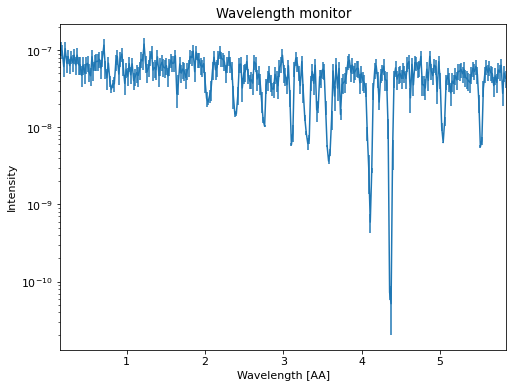 Wavelength monitor
Intensity
10⁻⁷
10⁻⁸
10⁻⁹
10⁻¹⁰
1 2 3 4 5
Wavelength [AA]